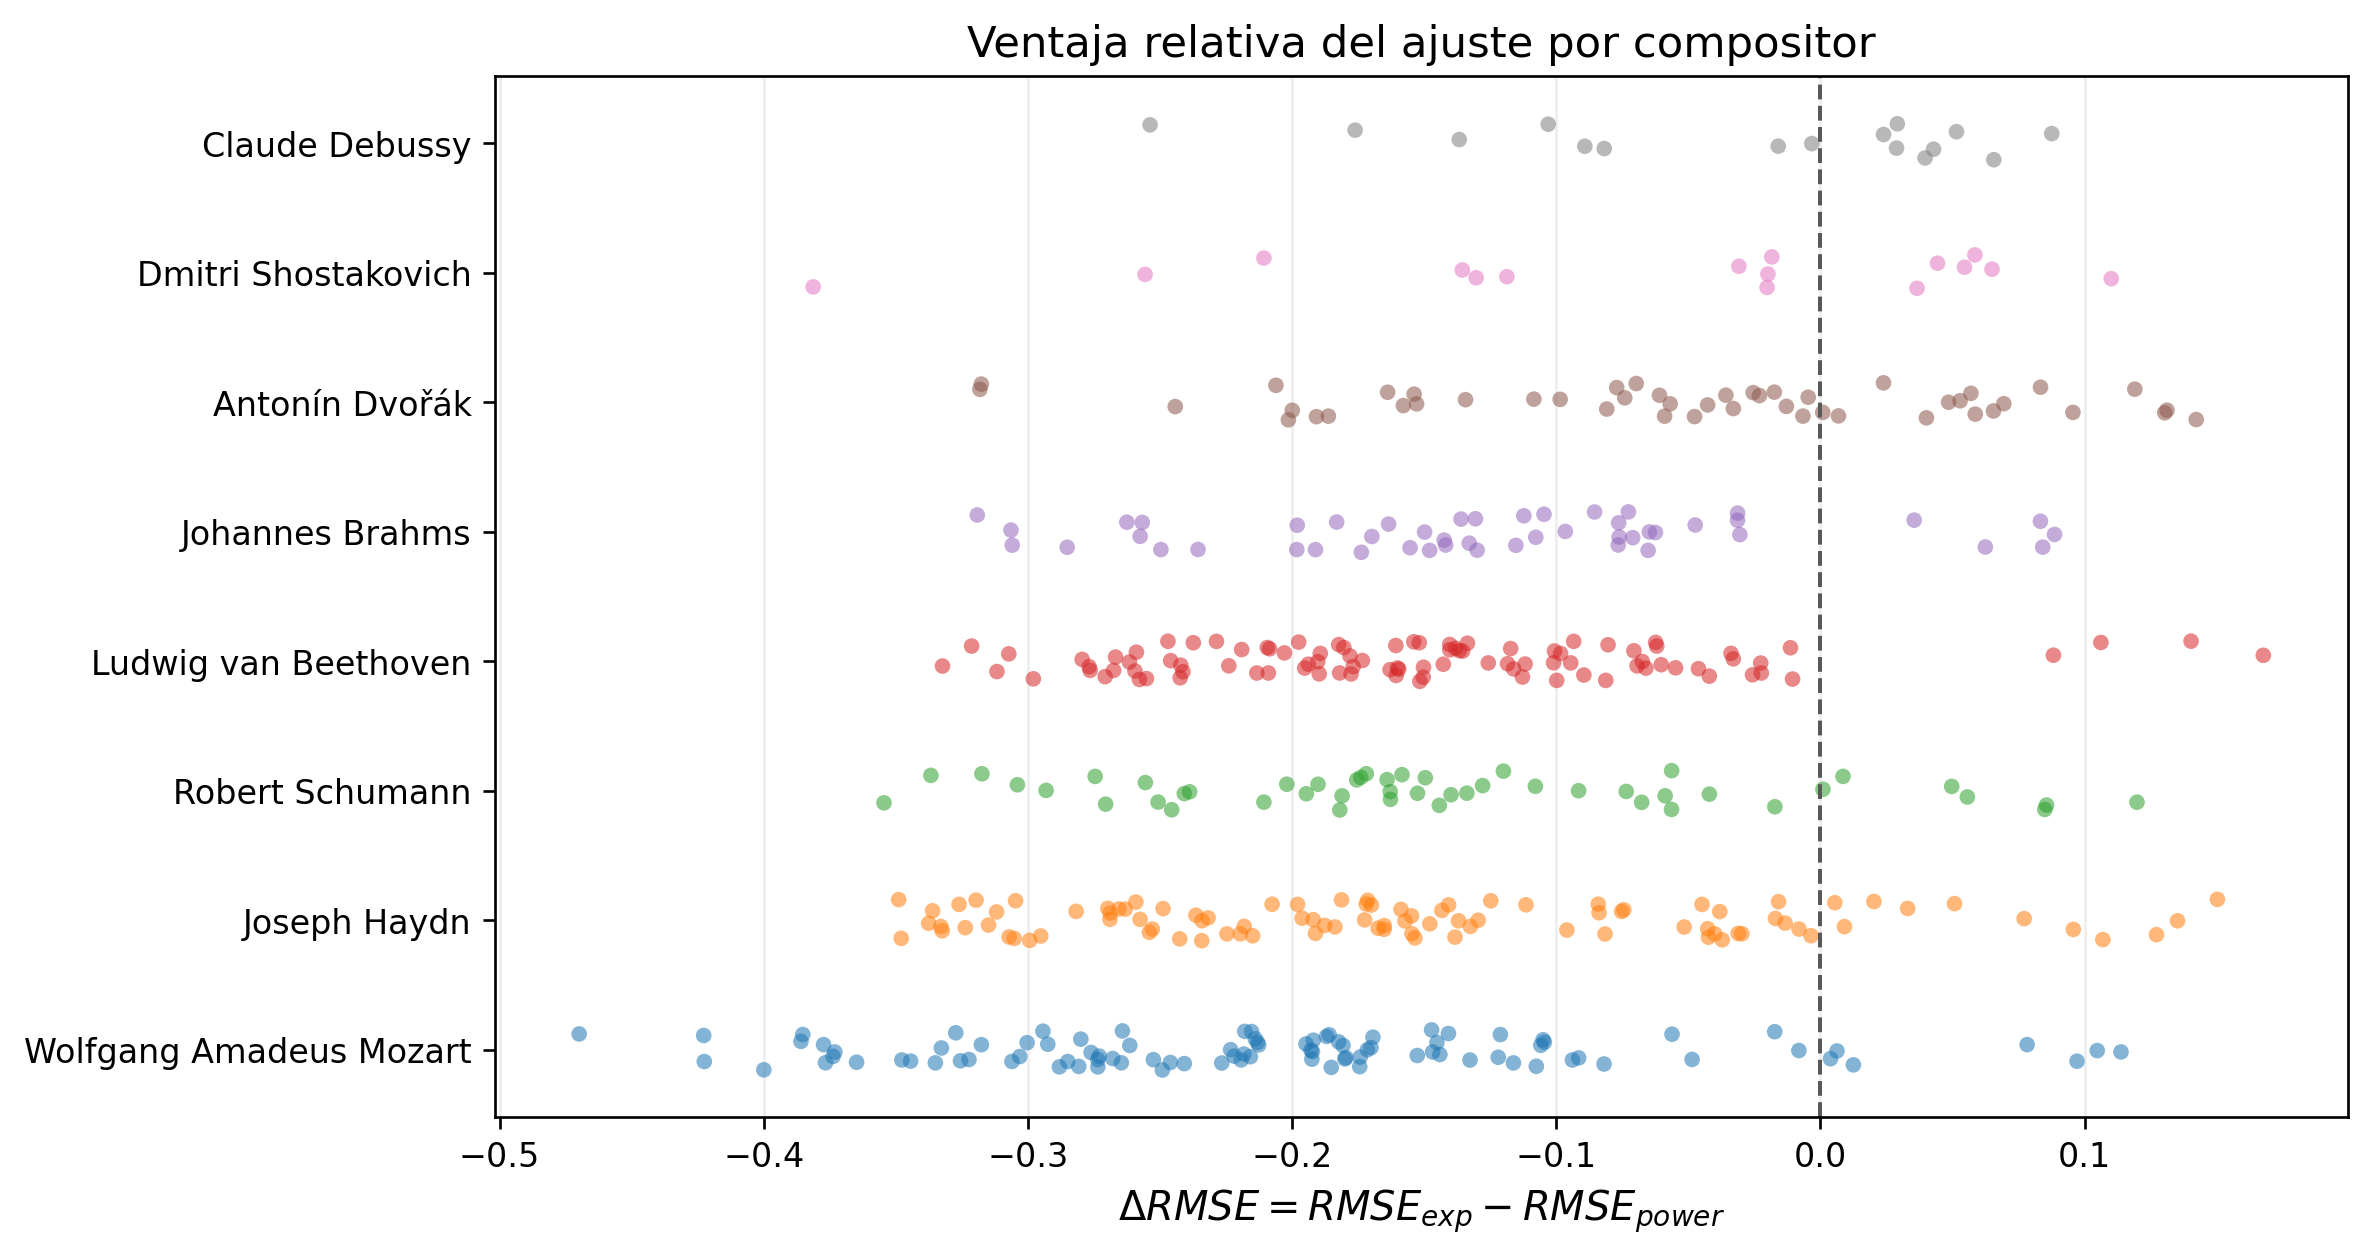 Ventaja relativa del ajuste por compositor
Claude Debussy
Dmitri Shostakovich
Antonín Dvořák
Johannes Brahms
Ludwig van Beethoven
Robert Schumann
Joseph Haydn
Wolfgang Amadeus Mozart
−0.5 −0.4 −0.3 −0.2 −0.1 0.0 0.1
ΔRMSE = RMSE_exp − RMSE_power